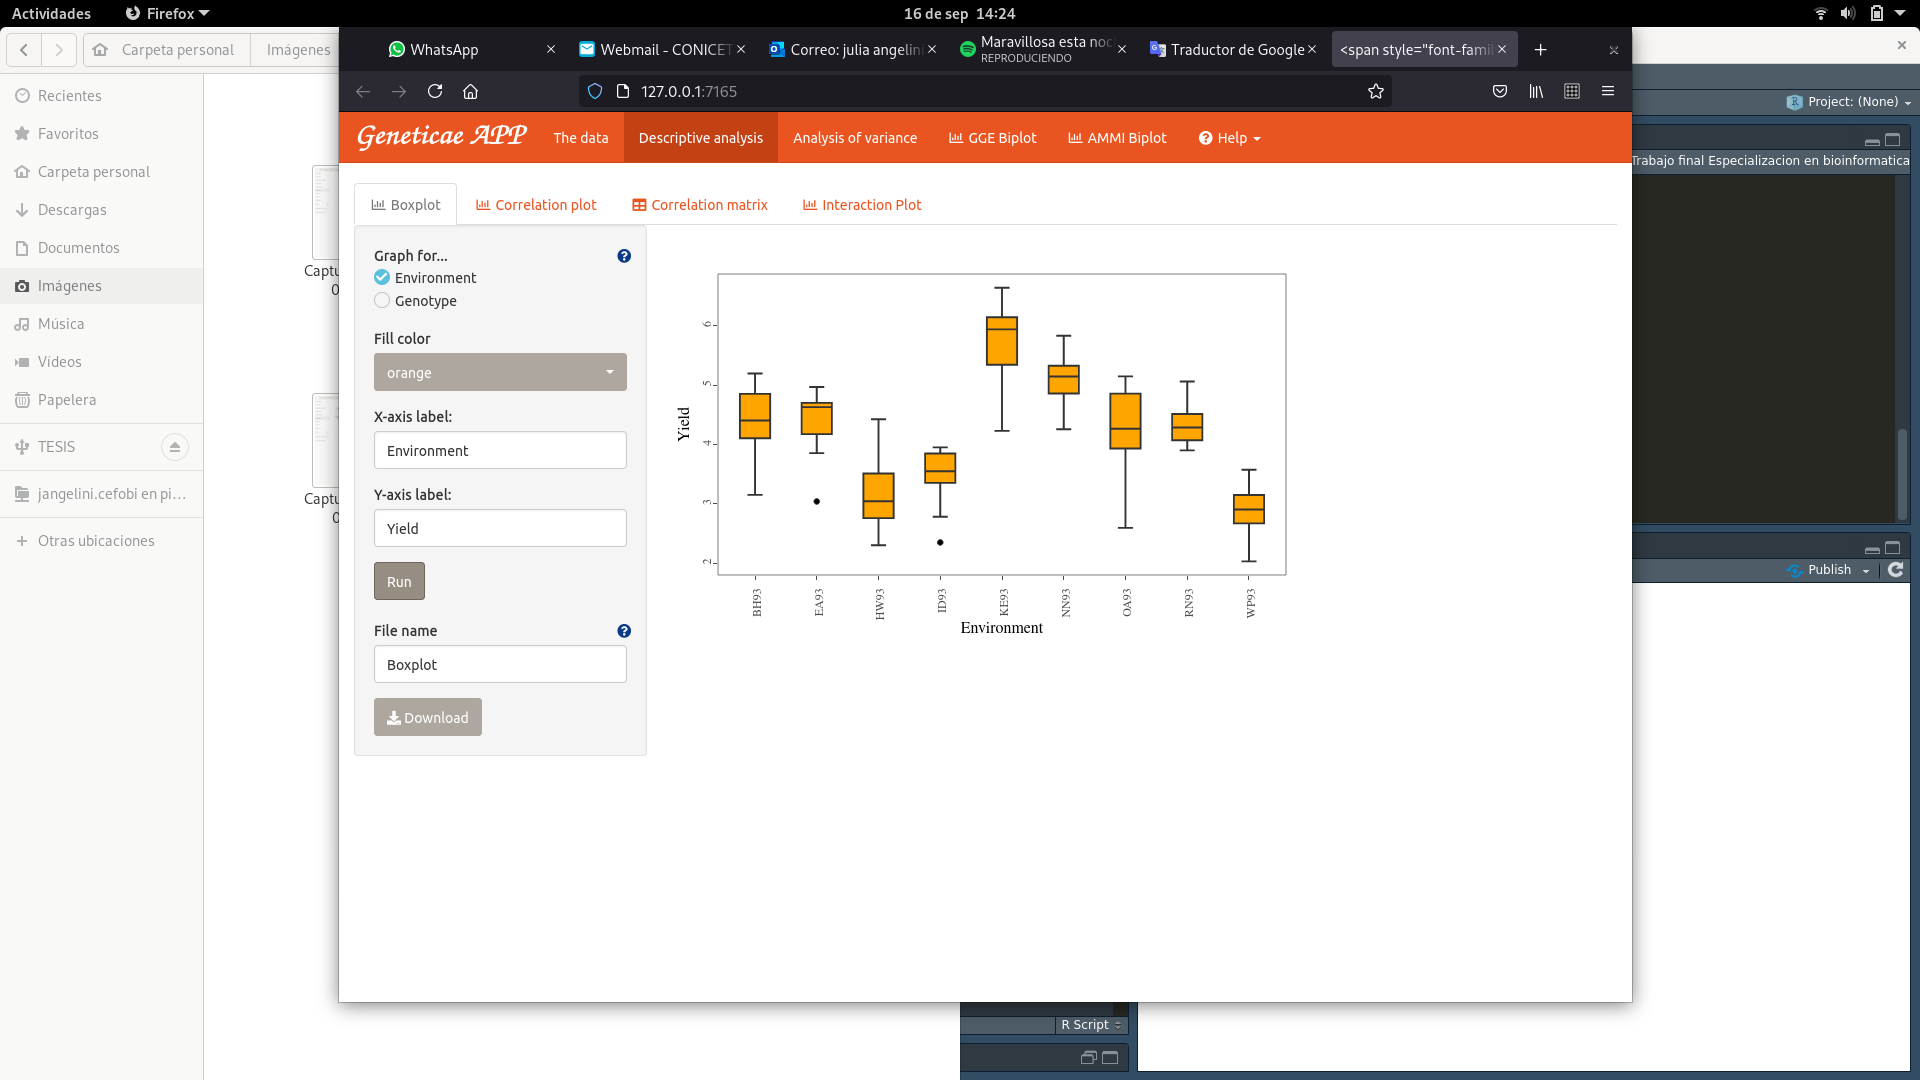 Actividades
Firefox
16 de sep 14:24
Carpeta personal
Imágenes
WhatsApp
Webmail - CONICET
Correo: julia angelin
Maravillosa esta noc
REPRODUCIENDO
Traductor de Google
<span style="font-famil
127.0.0.1:7165
Project: (None)
Trabajo final Especializacion en bioinformatica
Recientes
Favoritos
Carpeta personal
Descargas
Documentos
Imágenes
Música
Vídeos
Papelera
TESIS
jangelini.cefobi en pi...
Otras ubicaciones
Captu
0
Captu
0
Geneticae APP
The data
Descriptive analysis
Analysis of variance
GGE Biplot
AMMI Biplot
Help
Boxplot
Correlation plot
Correlation matrix
Interaction Plot
Graph for...
Environment
Genotype
Fill color
orange
X-axis label:
Environment
Y-axis label:
Yield
Run
File name
Boxplot
Download
Yield
6
5
4
3
2
BH93
EA93
HW93
ID93
KE93
NN93
OA93
RN93
WP93
Environment
Publish
R Script